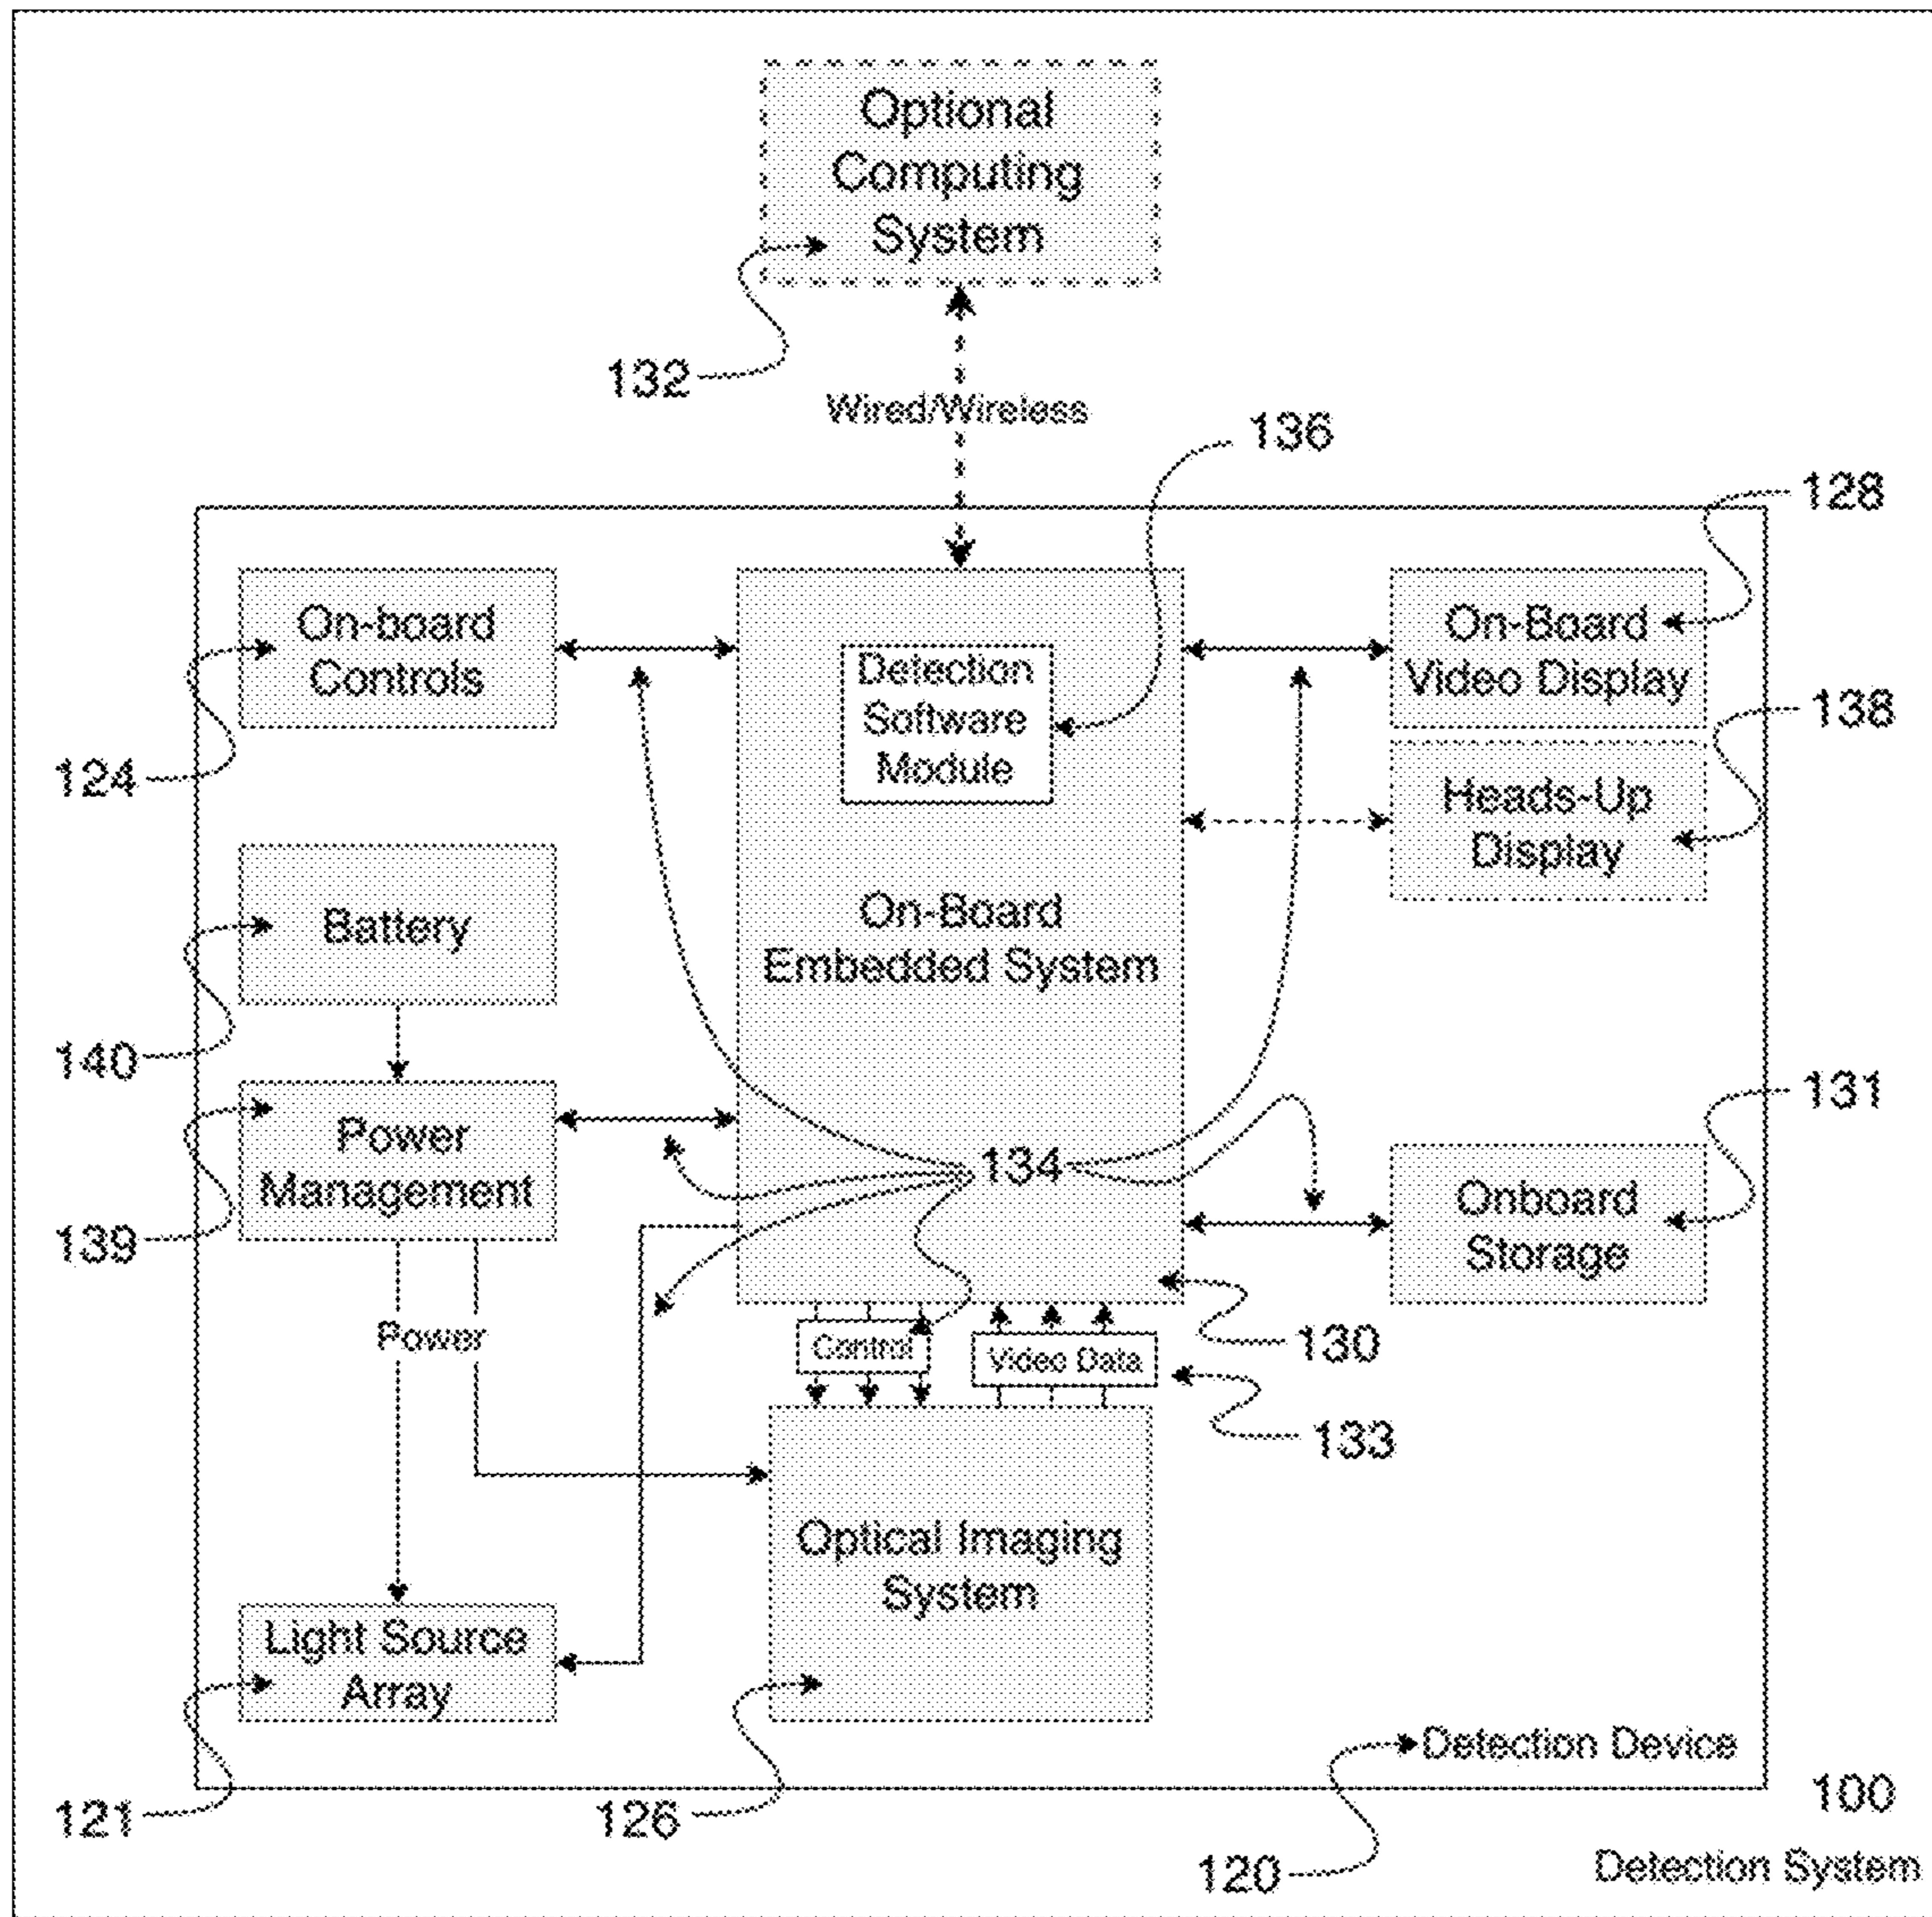 Optional
Computing
System
132
Wired/Wireless
136
128
On-board
Controls
Detection
Software
Module
On-Board
Video Display
138
124
Heads-Up
Display
Battery
On-Board
Embedded System
140
131
Power
Management
134
Onboard
Storage
139
Power
Control
Video Data
130
133
Optical Imaging
System
Light Source
Array
Detection Device
121
126
120
100
Detection System